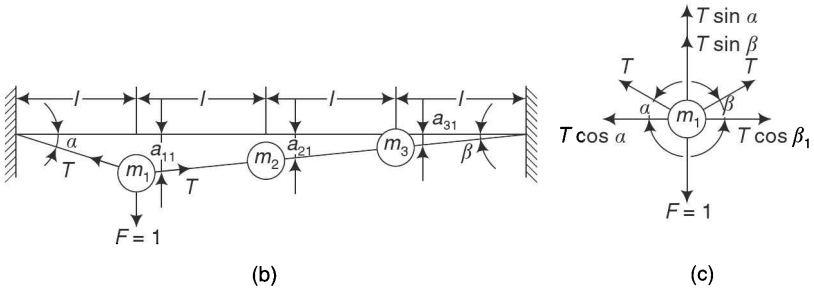 l l l l
α a₁₁ a₂₁ a₃₁ β
m₁ m₂ m₃
T T
F = 1
(b)
T sin α
T sin β
T T
α β
m₁
T cos α T cos β₁
F = 1
(c)